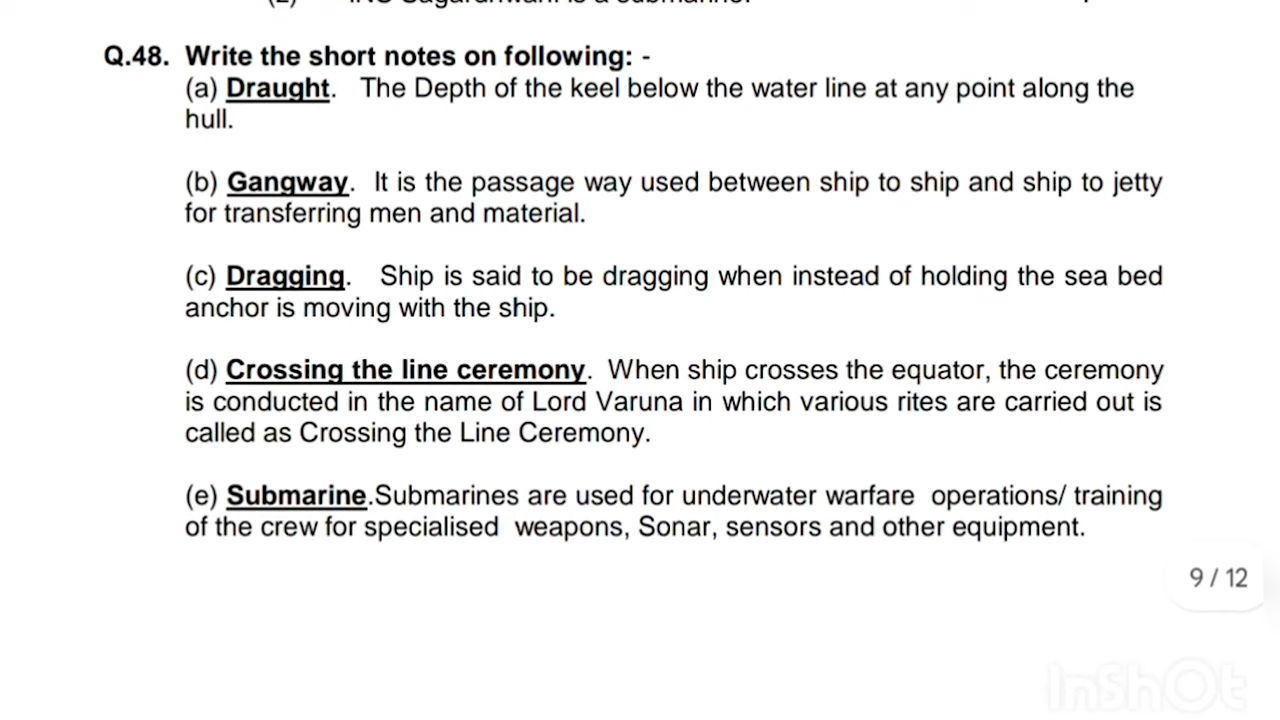 Q.48. Write the short notes on following: -
(a) Draught. The Depth of the keel below the water line at any point along the
hull.
(b) Gangway. It is the passage way used between ship to ship and ship to jetty
for transferring men and material.
(c) Dragging. Ship is said to be dragging when instead of holding the sea bed
anchor is moving with the ship.
(d) Crossing the line ceremony. When ship crosses the equator, the ceremony
is conducted in the name of Lord Varuna in which various rites are carried out is
called as Crossing the Line Ceremony.
(e) Submarine.Submarines are used for underwater warfare operations/ training
of the crew for specialised weapons, Sonar, sensors and other equipment.
9 / 12
InShOt